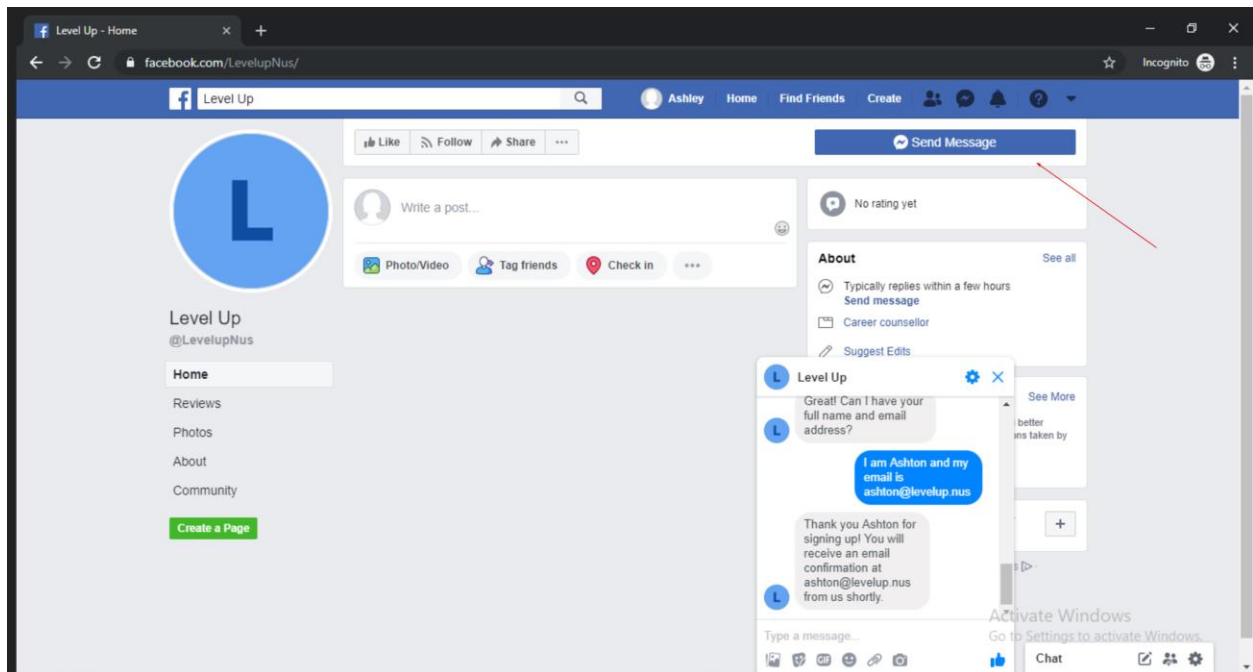 Level Up - Home
facebook.com/LevelupNus/
Incognito
Level Up
Ashley
Home
Find Friends
Create
Like
Follow
Share
Send Message
L
Write a post...
No rating yet
Photo/Video
Tag friends
Check in
About
See all
Typically replies within a few hours
Send message
Career counsellor
Suggest Edits
Level Up
@LevelupNus
Home
Reviews
Photos
About
Community
Create a Page
L
Level Up
Great! Can I have your
full name and email
address?
L
I am Ashton and my
email is
ashton@levelup.nus
Thank you Ashton for
signing up! You will
receive an email
confirmation at
ashton@levelup.nus
from us shortly.
L
Type a message...
GIF
See More
better
ns taken by
Activate Windows
Go to Settings to activate Windows.
Chat